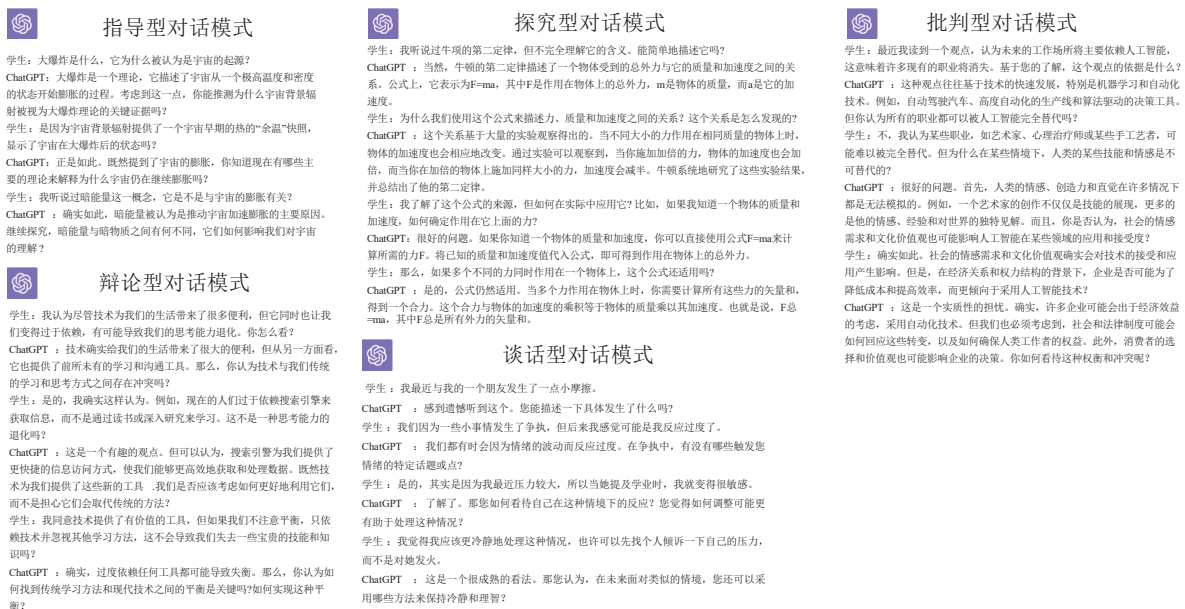 指导型对话模式
学生：大爆炸是什么，它为什么被认为是宇宙的起源?
ChatGPT：大爆炸是一个理论，它描述了宇宙从一个极高温度和密度
的状态开始膨胀的过程。考虑到这一点，你能推测为什么宇宙背景辐
射被视为大爆炸理论的关键证据吗?
学生：是因为宇宙背景辐射提供了一个宇宙早期的热的“余温”快照，
显示了宇宙在大爆炸后的状态吗?
ChatGPT：正是如此。既然提到了宇宙的膨胀，你知道现在有哪些主
要的理论来解释为什么宇宙仍在继续膨胀吗?
学生：我听说过暗能量这一概念，它是不是与宇宙的膨胀有关?
ChatGPT ：确实如此，暗能量被认为是推动宇宙加速膨胀的主要原因。
继续探究，暗能量与暗物质之间有何不同，它们如何影响我们对宇宙
的理解?
辩论型对话模式
学生：我认为尽管技术为我们的生活带来了很多便利，但它同时也让我
们变得过于依赖，有可能导致我们的思考能力退化。你怎么看?
ChatGPT ：技术确实给我们的生活带来了很大的便利，但从另一方面看，
它也提供了前所未有的学习和沟通工具。那么，你认为技术与我们传统
的学习和思考方式之间存在冲突吗?
学生：是的，我确实这样认为。例如，现在的人们过于依赖搜索引擎来
获取信息，而不是通过读书或深入研究来学习。这不是一种思考能力的
退化吗?
ChatGPT ：这是一个有趣的观点。但可以认为，搜索引擎为我们提供了
更快捷的信息访问方式，使我们能够更高效地获取和处理数据。既然技
术为我们提供了这些新的工具 .我们是否应该考虑如何更好地利用它们，
而不是担心它们会取代传统的方法?
学生：我同意技术提供了有价值的工具，但如果我们不注意平衡，只依
赖技术并忽视其他学习方法，这不会导致我们失去一些宝贵的技能和知
识吗?
ChatGPT ：确实，过度依赖任何工具都可能导致失衡。那么，你认为如
何找到传统学习方法和现代技术之间的平衡是关键吗?如何实现这种平
衡?
探究型对话模式
学生：我听说过牛项的第二定律，但不完全理解它的含义。能简单地描述它吗?
ChatGPT ：当然，牛顿的第二定律描述了一个物体受到的总外力与它的质量和加速度之间的关
系。公式上，它表示为F=ma，其中F是作用在物体上的总外力，m是物体的质量，而a是它的加
速度。
学生：为什么我们使用这个公式来描述力、质量和加速度之间的关系？这个关系是怎么发现的?
ChatGPT ：这个关系基于大量的实验观察得出的。当不同大小的力作用在相同质量的物体上时，
物体的加速度也会相应地改变。通过实验可以观察到，当你施加加倍的力，物体的加速度也会加
倍，而当你在加倍的物体上施加同样大小的力，加速度会减半。牛顿系统地研究了这些实验结果，
并总结出了他的第二定律。
学生：我了解了这个公式的来源，但如何在实际中应用它? 比如，如果我知道一个物体的质量和
加速度，如何确定作用在它上面的力?
ChatGPT：很好的问题。如果你知道一个物体的质量和加速度，你可以直接使用公式F=ma来计
算所需的力F。将已知的质量和加速度值代入公式，即可得到作用在物体上的总外力。
学生：那么，如果多个不同的力同时作用在一个物体上，这个公式还适用吗?
ChatGPT ：是的，公式仍然适用。当多个力作用在物体上时，你需要计算所有这些力的矢量和，
得到一个合力。这个合力与物体的加速度的乘积等于物体的质量乘以其加速度。也就是说，F总
=ma，其中F总是所有外力的矢量和。
谈话型对话模式
学生 ：我最近与我的一个朋友发生了一点小摩擦。
ChatGPT ：感到遗憾听到这个。您能描述一下具体发生了什么吗?
学生：我们因为一些小事情发生了争执，但后来我感觉可能是我反应过度了。
ChatGPT ：我们都有时会因为情绪的波动而反应过度。在争执中，有没有哪些触发您
情绪的特定话题或点?
学生：是的，其实是因为我最近压力较大，所以当她提及学业时，我就变得很敏感。
ChatGPT ：了解了。那您如何看待自己在这种情境下的反应？您觉得如何调整可能更
有助于处理这种情况?
学生：我觉得我应该更冷静地处理这种情况，也许可以先找个人倾诉一下自己的压力，
而不是对她发火。
ChatGPT ：这是一个很成熟的看法。那您认为，在未来面对类似的情境，您还可以采
用哪些方法来保持冷静和理智?
批判型对话模式
学生：最近我读到一个观点，认为未来的工作场所将主要依赖人工智能，
这意味着许多现有的职业将消失。基于您的了解，这个观点的依据是什么?
ChatGPT ：这种观点往往基于技术的快速发展，特别是机器学习和自动化
技术。例如，自动驾驶汽车、高度自动化的生产线和算法驱动的决策工具。
但你认为所有的职业都可以被人工智能完全替代吗?
学生：不，我认为某些职业，如艺术家、心理治疗师或某些手工艺者，可
能难以被完全替代。但为什么在某些情境下，人类的某些技能和情感是不
可替代的?
ChatGPT ：很好的问题。首先，人类的情感、创造力和直觉在许多情况下
都是无法模拟的。例如，一个艺术家的创作不仅仅是技能的展现，更多的
是他的情感、经验和对世界的独特见解。而且，你是否认为，社会的情感
需求和文化价值观也可能影响人工智能在某些领域的应用和接受度?
学生：确实如此。社会的情感需求和文化价值观确实会对技术的接受和应
用产生影响。但是，在经济关系和权力结构的背景下，企业是否可能为了
降低成本和提高效率，而更倾向于采用人工智能技术?
ChatGPT ：这是一个实质性的担忧。确实，许多企业可能会出于经济效益
的考虑，采用自动化技术。但我们也必须考虑到，社会和法律制度可能会
如何回应这些转变，以及如何确保人类工作者的权益。此外，消费者的选
择和价值观也可能影响企业的决策。你如何看待这种权衡和冲突呢?